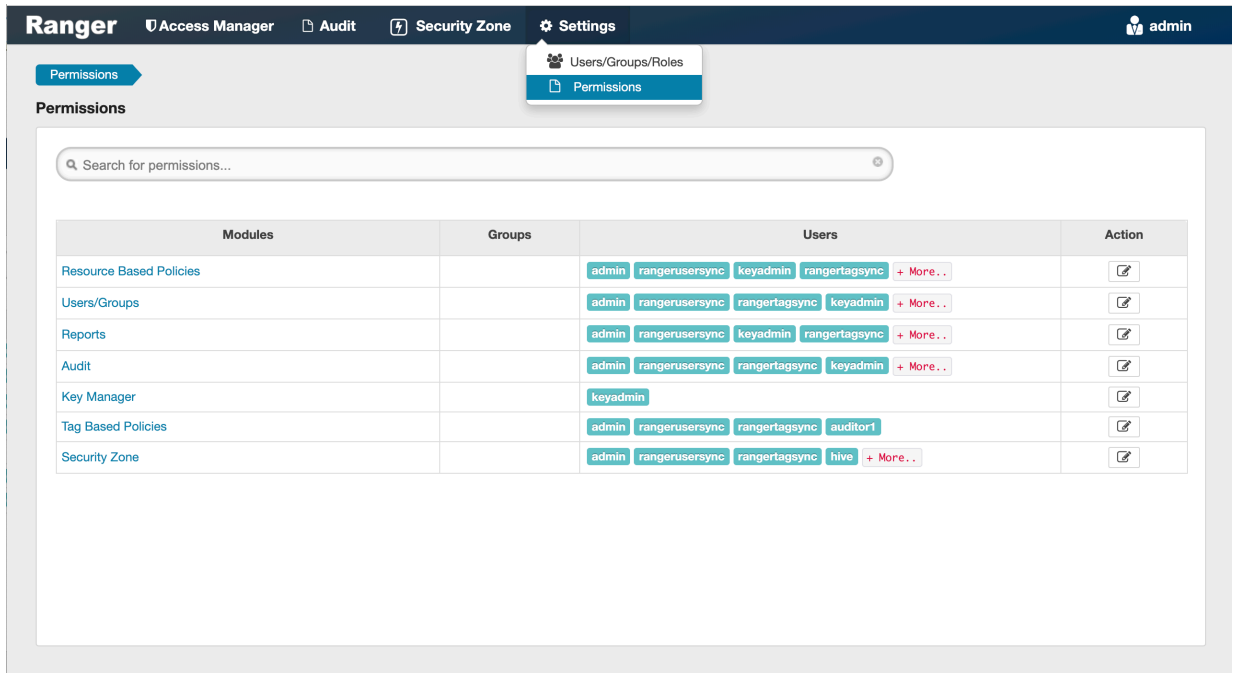 Ranger Access Manager Audit Security Zone Settings admin
Users/Groups/Roles
Permissions
Permissions
Permissions
Search for permissions...
Modules Groups Users Action
Resource Based Policies admin rangerusersync keyadmin rangertagsync + More..
Users/Groups admin rangerusersync rangertagsync keyadmin + More..
Reports admin rangerusersync keyadmin rangertagsync + More..
Audit admin rangerusersync rangertagsync keyadmin + More..
Key Manager keyadmin
Tag Based Policies admin rangerusersync rangertagsync auditor1
Security Zone admin rangerusersync rangertagsync hive + More..